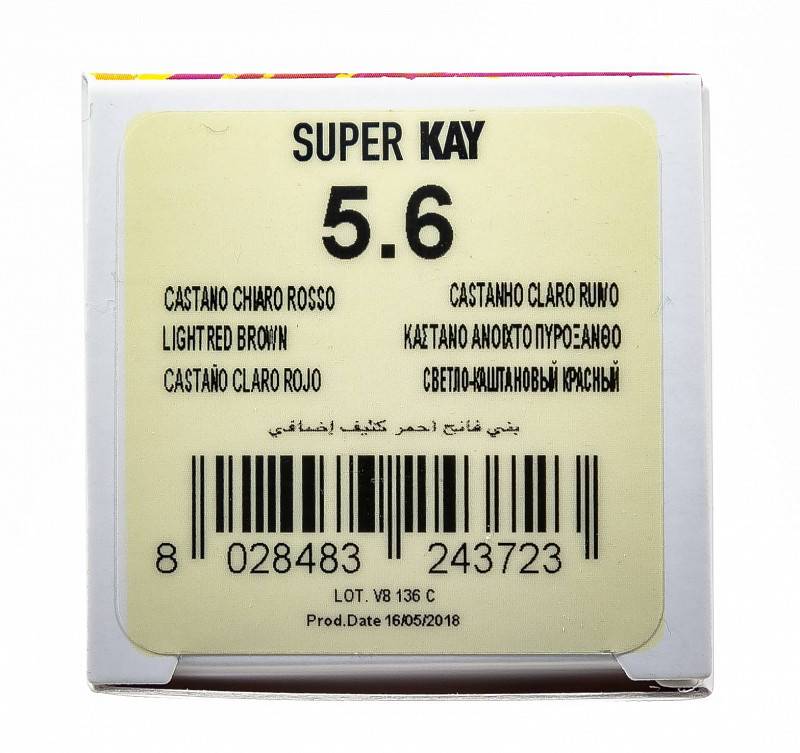 SUPER KAY
5.6
CASTANO CHIARO ROSSO
LIGHT RED BROWN
CASTAÑO CLARO ROJO
CASTANHO CLARO RUIVO
ΚΑΣΤΑΝΟ ΑΝΟΙΧΤΟ ΠΥΡΟΞΑΝΘΟ
СВЕТЛО-КАШТАНОВЫЙ КРАСНЫЙ
بني فاتح احمر كثيف إضافي
8 028483 243723
LOT. V8 136 C
Prod.Date 16/05/2018